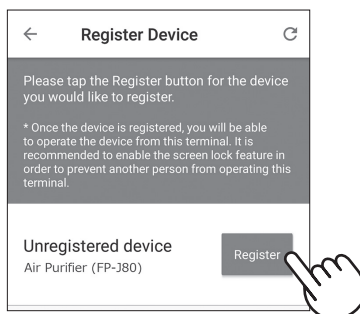 Register Device
Please tap the Register button for the device
you would like to register.
* Once the device is registered, you will be able
to operate the device from this terminal. It is
recommended to enable the screen lock feature in
order to prevent another person from operating this
terminal.
Unregistered device
Register
Air Purifier (FP-J80)